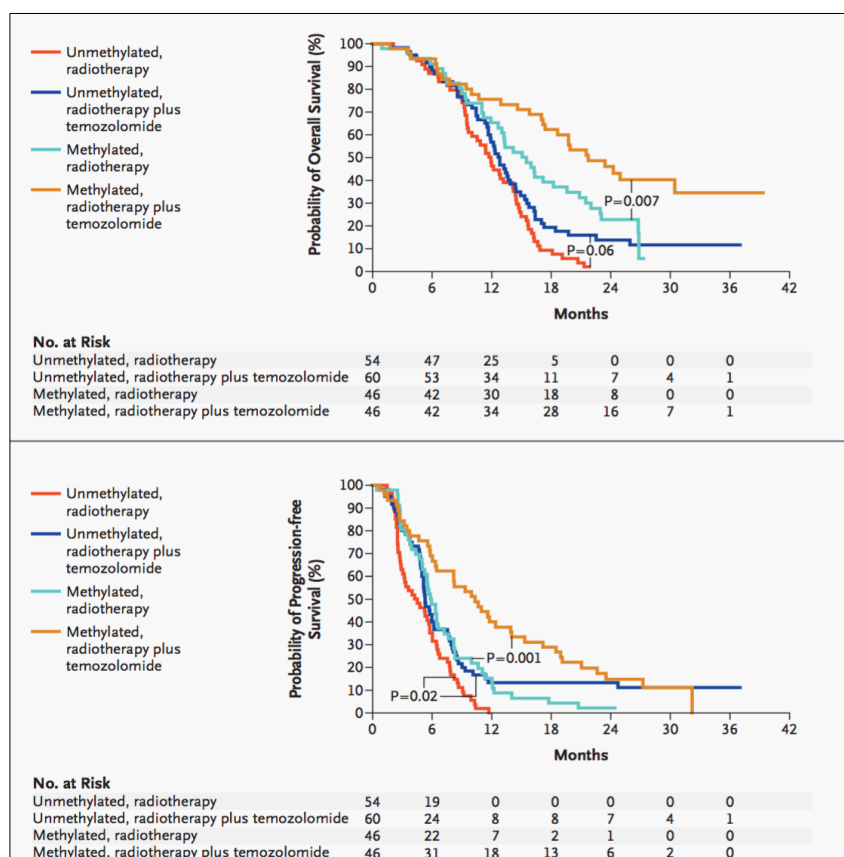 Unmethylated,
radiotherapy
Unmethylated,
radiotherapy plus
temozolomide
Methylated,
radiotherapy
Methylated,
radiotherapy plus
temozolomide
Probability of Overall Survival (%)
100
90
80
70
60
50
40
30
20
10
0
P=0.007
P=0.06
0 6 12 18 24 30 36 42
Months
No. at Risk
Unmethylated, radiotherapy 54 47 25 5 0 0 0
Unmethylated, radiotherapy plus temozolomide 60 53 34 11 7 4 1
Methylated, radiotherapy 46 42 30 18 8 0 0
Methylated, radiotherapy plus temozolomide 46 42 34 28 16 7 1
Unmethylated,
radiotherapy
Unmethylated,
radiotherapy plus
temozolomide
Methylated,
radiotherapy
Methylated,
radiotherapy plus
temozolomide
Probability of Progression-free
Survival (%)
100
90
80
70
60
50
40
30
20
10
0
P=0.001
P=0.02
0 6 12 18 24 30 36 42
Months
No. at Risk
Unmethylated, radiotherapy 54 19 0 0 0 0 0
Unmethylated, radiotherapy plus temozolomide 60 24 8 8 7 4 1
Methylated, radiotherapy 46 22 7 2 1 0 0
Methylated, radiotherapy plus temozolomide 46 31 18 13 6 2 0